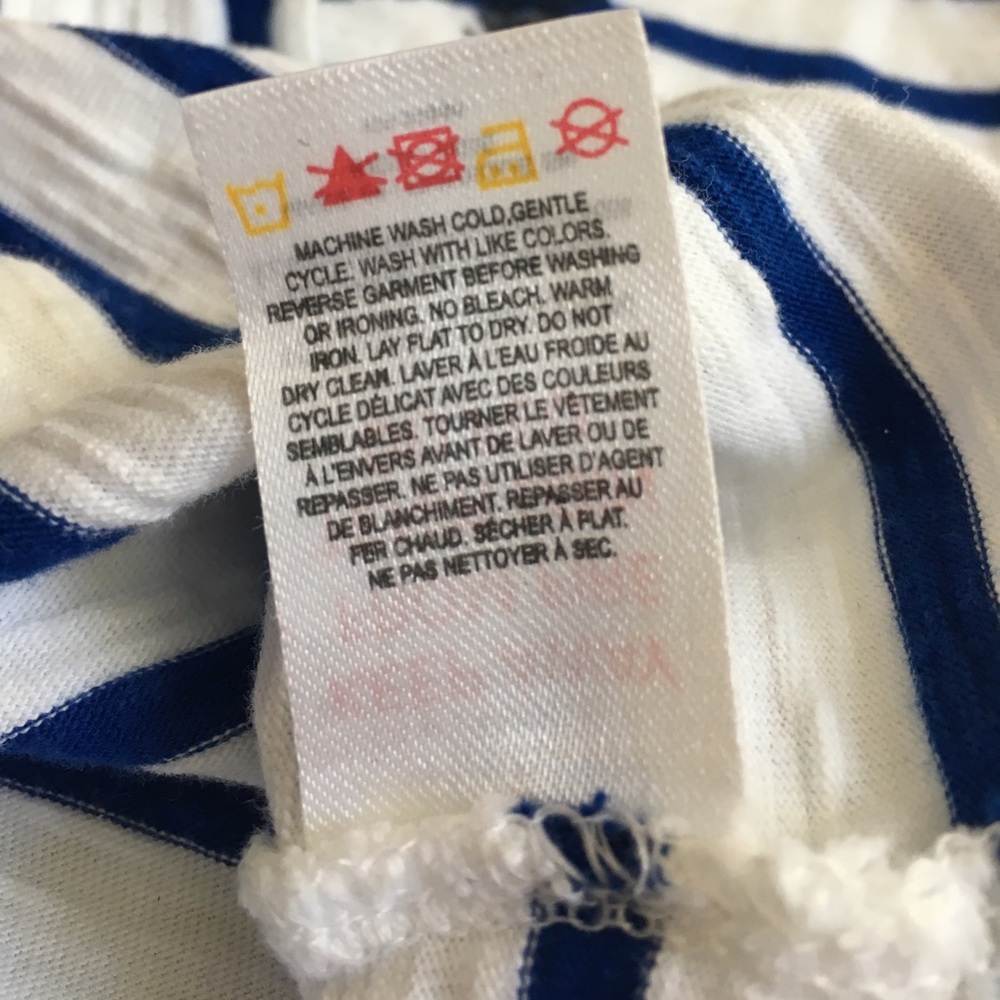 MACHINE WASH COLD,GENTLE
CYCLE. WASH WITH LIKE COLORS.
REVERSE GARMENT BEFORE WASHING
OR IRONING. NO BLEACH. WARM
IRON. LAY FLAT TO DRY. DO NOT
DRY CLEAN. LAVER À L'EAU FROIDE AU
CYCLE DÉLICAT AVEC DES COULEURS
SEMBLABLES. TOURNER LE VÊTEMENT
À L'ENVERS AVANT DE LAVER OU DE
REPASSER. NE PAS UTILISER D'AGENT
DE BLANCHIMENT. REPASSER AU
FER CHAUD. SÉCHER À PLAT.
NE PAS NETTOYER À SEC.